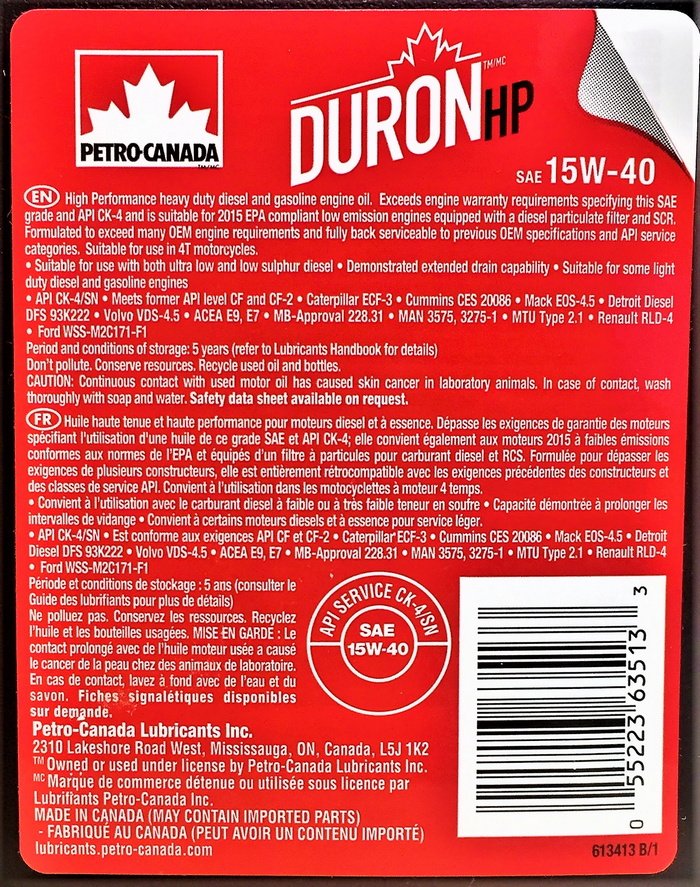 PETRO-CANADA
TM/MC
DURON HP
TM/MC
SAE 15W-40
EN High Performance heavy duty diesel and gasoline engine oil. Exceeds engine warranty requirements specifying this SAE
grade and API CK-4 and is suitable for 2015 EPA compliant low emission engines equipped with a diesel particulate filter and SCR.
Formulated to exceed many OEM engine requirements and fully back serviceable to previous OEM specifications and API service
categories. Suitable for use in 4T motorcycles.
• Suitable for use with both ultra low and low sulphur diesel • Demonstrated extended drain capability • Suitable for some light
duty diesel and gasoline engines
• API CK-4/SN • Meets former API level CF and CF-2 • Caterpillar ECF-3 • Cummins CES 20086 • Mack EOS-4.5 • Detroit Diesel
DFS 93K222 • Volvo VDS-4.5 • ACEA E9, E7 • MB-Approval 228.31 • MAN 3575, 3275-1 • MTU Type 2.1 • Renault RLD-4
• Ford WSS-M2C171-F1
Period and conditions of storage: 5 years (refer to Lubricants Handbook for details)
Don't pollute. Conserve resources. Recycle used oil and bottles.
CAUTION: Continuous contact with used motor oil has caused skin cancer in laboratory animals. In case of contact, wash
thoroughly with soap and water. Safety data sheet available on request.
FR Huile haute tenue et haute performance pour moteurs diesel et à essence. Dépasse les exigences de garantie des moteurs
spécifiant l'utilisation d'une huile de ce grade SAE et API CK-4; elle convient également aux moteurs 2015 à faibles émissions
conformes aux normes de l'EPA et équipés d'un filtre à particules pour carburant diesel et RCS. Formulée pour dépasser les
exigences de plusieurs constructeurs, elle est entièrement rétrocompatible avec les exigences précédentes des constructeurs et
des classes de service API. Convient à l'utilisation dans les motocyclettes à moteur 4 temps.
• Convient à l'utilisation avec le carburant diesel à faible ou à très faible teneur en soufre • Capacité démontrée à prolonger les
intervalles de vidange • Convient à certains moteurs diesel et à essence pour service léger.
• API CK-4/SN • Est conforme aux exigences API CF et CF-2 • Caterpillar ECF-3 • Cummins CES 20086 • Mack EOS-4.5 • Detroit
Diesel DFS 93K222 • Volvo VDS-4.5 • ACEA E9, E7 • MB-Approval 228.31 • MAN 3575, 3275-1 • MTU Type 2.1 • Renault RLD-4
• Ford WSS-M2C171-F1
Période et conditions de stockage : 5 ans (consulter le
Guide des lubrifiants pour plus de détails)
Ne polluez pas. Conservez les ressources. Recyclez
l'huile et les bouteilles usagées. MISE EN GARDE : Le
contact prolongé avec de l'huile moteur usée a causé
le cancer de la peau chez des animaux de laboratoire.
En cas de contact, lavez à fond avec de l'eau et du
savon. Fiches signalétiques disponibles
sur demande.
API SERVICE CK-4/SN
SAE
15W-40
Petro-Canada Lubricants Inc.
2310 Lakeshore Road West, Mississauga, ON, Canada, L5J 1K2
TM Owned or used under license by Petro-Canada Lubricants Inc.
MC Marque de commerce détenue ou utilisée sous licence par
Lubrifiants Petro-Canada Inc.
MADE IN CANADA (MAY CONTAIN IMPORTED PARTS)
- FABRIQUÉ AU CANADA (PEUT AVOIR UN CONTENU IMPORTÉ)
lubricants.petro-canada.com
0 55223 63513 3
613413 B/1